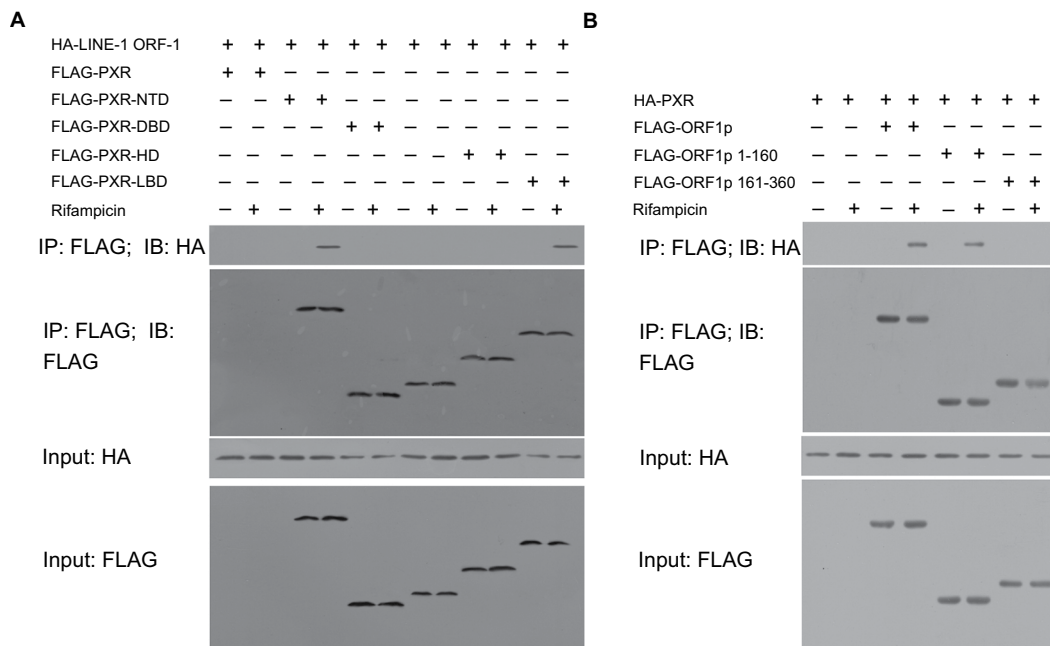 A
HA-LINE-1 ORF-1 + + + + + + + + + + + +
FLAG-PXR + + − − − − − − − − − −
FLAG-PXR-NTD − − + + − − − − − − − −
FLAG-PXR-DBD − − − − + + − − − − − −
FLAG-PXR-HD − − − − − − − − + + − −
FLAG-PXR-LBD − − − − − − − − − − + +
Rifampicin − + − + − + − + − + − +
IP: FLAG; IB: HA
IP: FLAG; IB:
FLAG
Input: HA
Input: FLAG
B
HA-PXR + + + + + + + +
FLAG-ORF1p − − + + − − − −
FLAG-ORF1p 1-160 − − − − + + − −
FLAG-ORF1p 161-360 − − − − − − + +
Rifampicin − + − + − + − +
IP: FLAG; IB: HA
IP: FLAG; IB:
FLAG
Input: HA
Input: FLAG